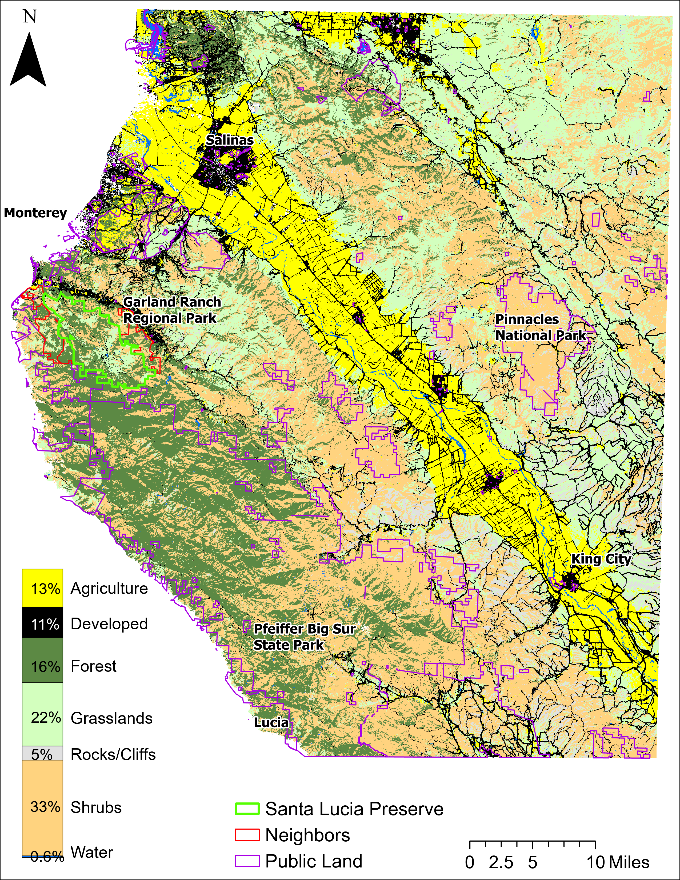 N
Salinas
Monterey
Garland Ranch
Regional Park
Pinnacles
National Park
King City
Pfeiffer Big Sur
State Park
Lucia
13% Agriculture
11% Developed
16% Forest
22% Grasslands
5% Rocks/Cliffs
33% Shrubs
0.6% Water
Santa Lucia Preserve
Neighbors
Public Land
0 2.5 5 10 Miles